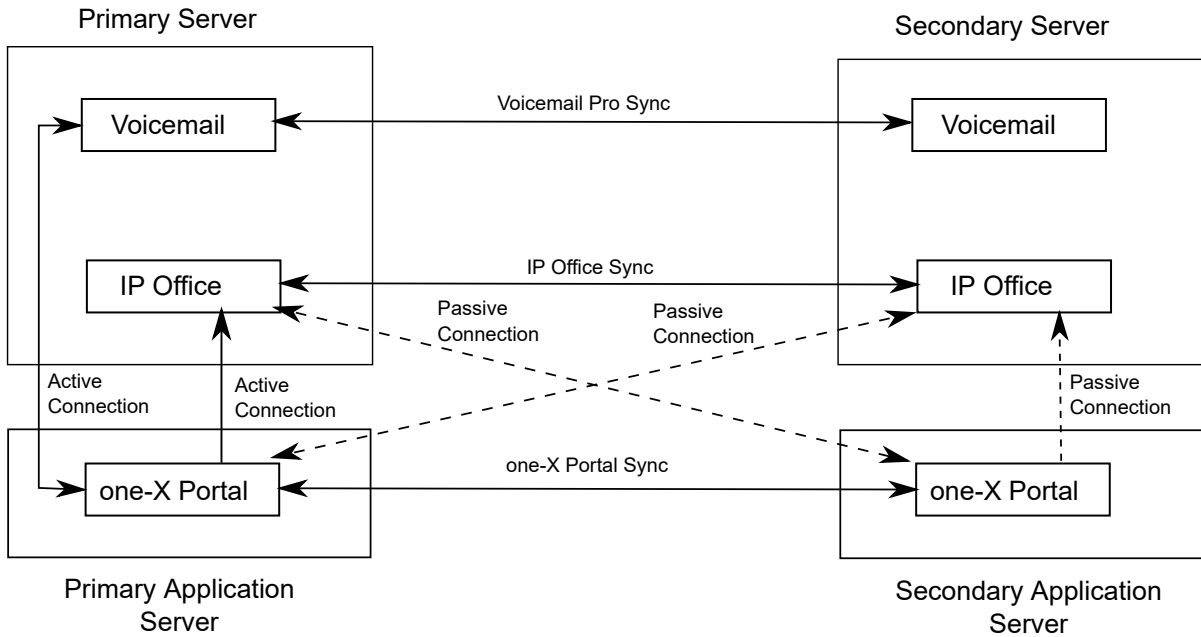 Primary Server
Secondary Server
Voicemail
Voicemail Pro Sync
Voicemail
IP Office
IP Office Sync
IP Office
Passive
Connection
Passive
Connection
Active
Connection
Active
Connection
Passive
Connection
one-X Portal
one-X Portal Sync
one-X Portal
Primary Application
Server
Secondary Application
Server